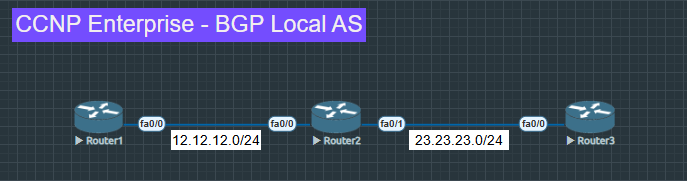 CCNP Enterprise - BGP Local AS
fa0/0 fa0/0 fa0/1 fa0/0
12.12.12.0/24 23.23.23.0/24
Router1 Router2 Router3